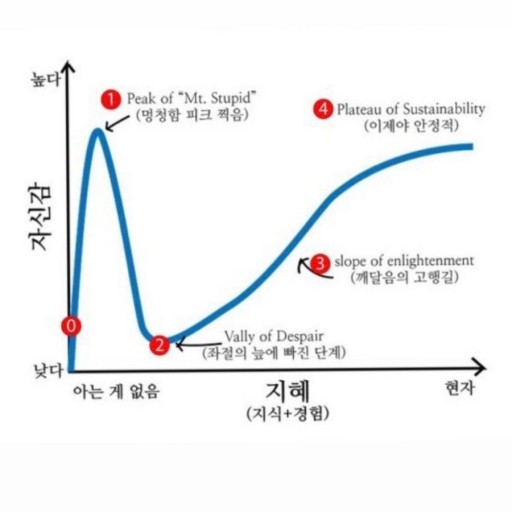 높다
1 Peak of “Mt. Stupid”
(멍청함 피크 찍음)
4 Plateau of Sustainability
(이제야 안정적)
자신감
3 slope of enlightenment
(깨달음의 고행길)
0
2 Vally of Despair
(좌절의 늪에 빠진 단계)
낮다
아는 게 없음
지혜
(지식+경험)
현자